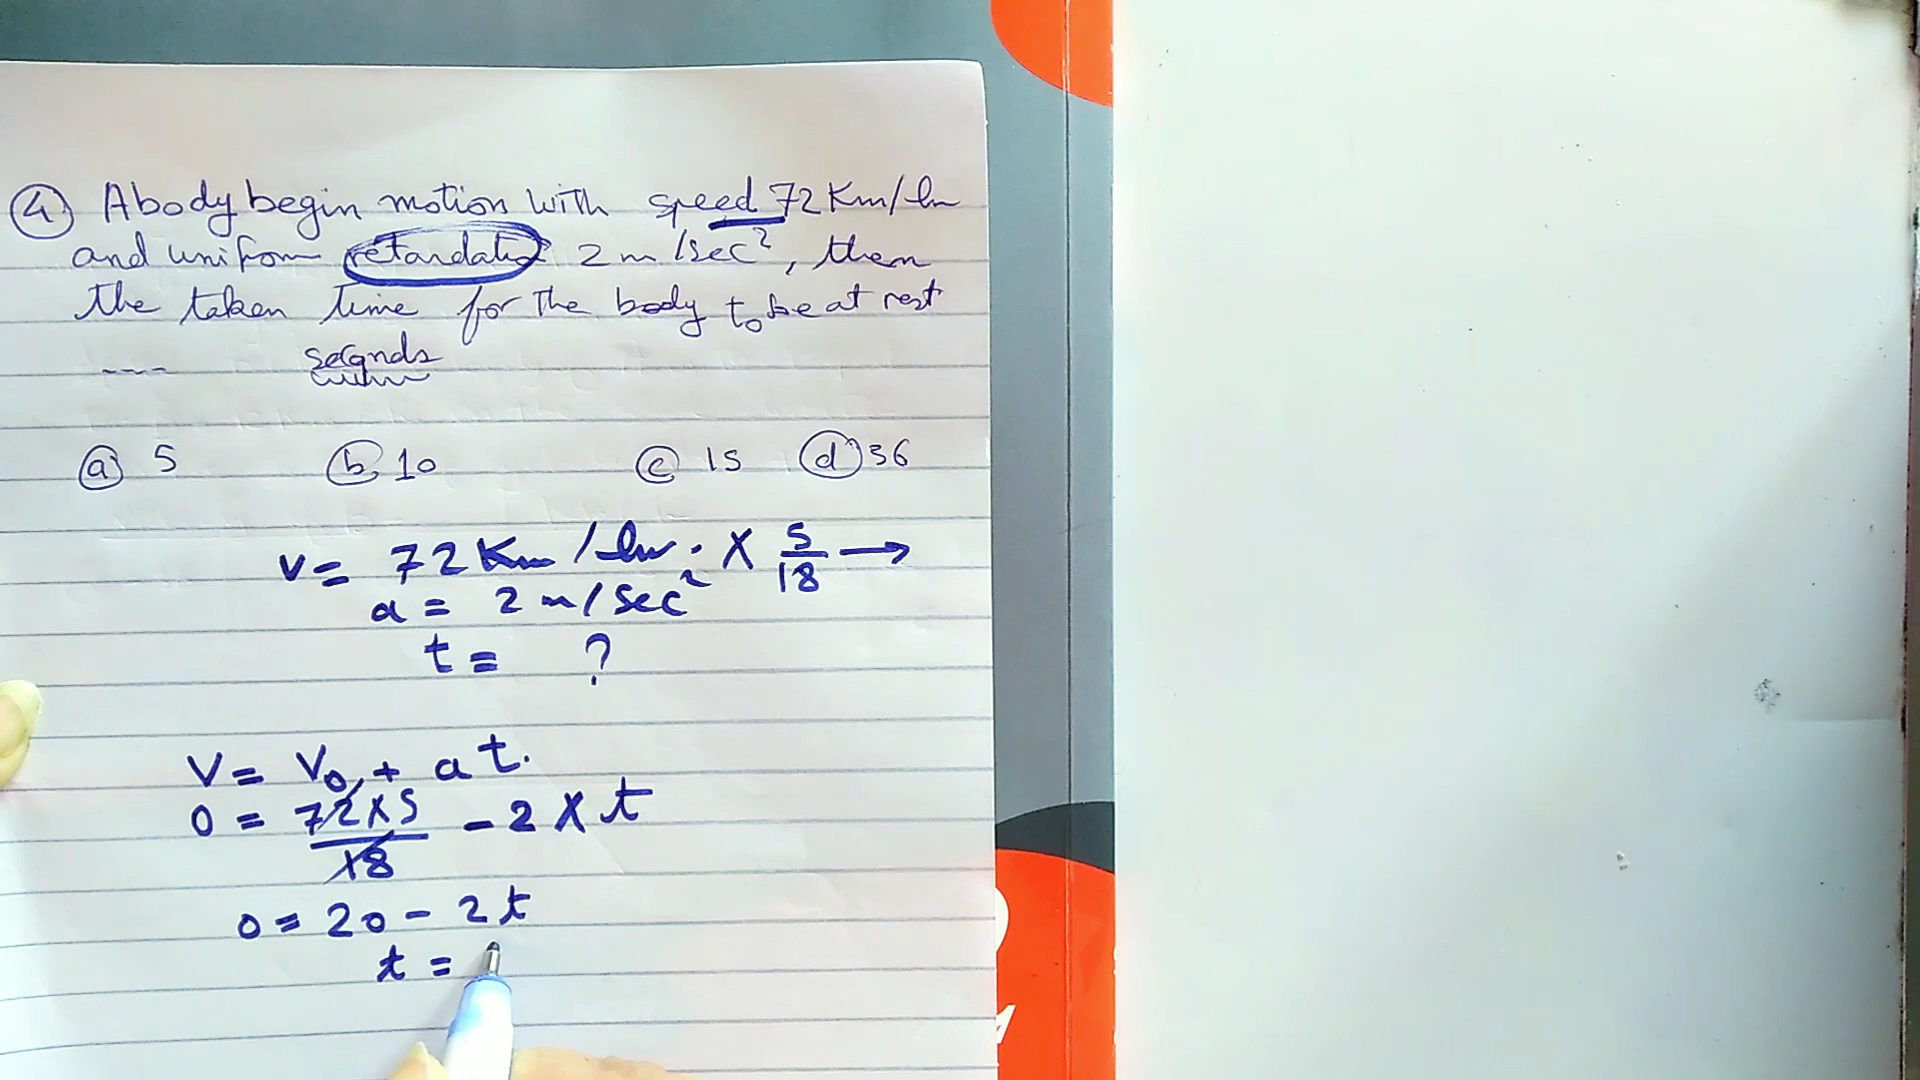 ④ A body begin motion with speed 72 Km/hr
and uniform retardation 2 m/sec², then
the taken time for the body to be at rest
---- seconds
ⓐ 5 ⓑ 10 ⓒ 15 ⓓ 36
v = 72 Km/hr. × 5/18 →
a = 2 m/sec²
t = ?
V = V₀ + a t.
0 = 72×5/18 - 2 × t
0 = 20 - 2t
t =